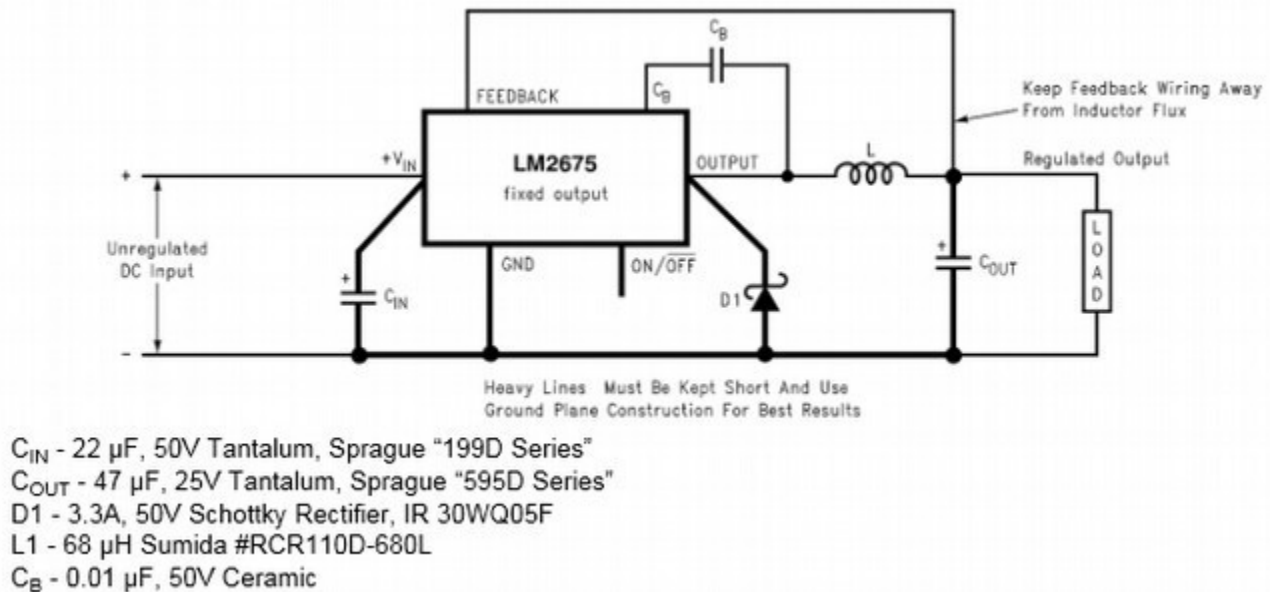 C_B
FEEDBACK
C_B
Keep Feedback Wiring Away
From Inductor Flux
+V_IN
LM2675
fixed output
OUTPUT
L
Regulated Output
+
Unregulated
DC Input
-
+
C_IN
GND
ON/O̅F̅F̅
D1
+
C_OUT
LOAD
Heavy Lines Must Be Kept Short And Use
Ground Plane Construction For Best Results
C_IN - 22 µF, 50V Tantalum, Sprague “199D Series”
C_OUT - 47 µF, 25V Tantalum, Sprague “595D Series”
D1 - 3.3A, 50V Schottky Rectifier, IR 30WQ05F
L1 - 68 µH Sumida #RCR110D-680L
C_B - 0.01 µF, 50V Ceramic